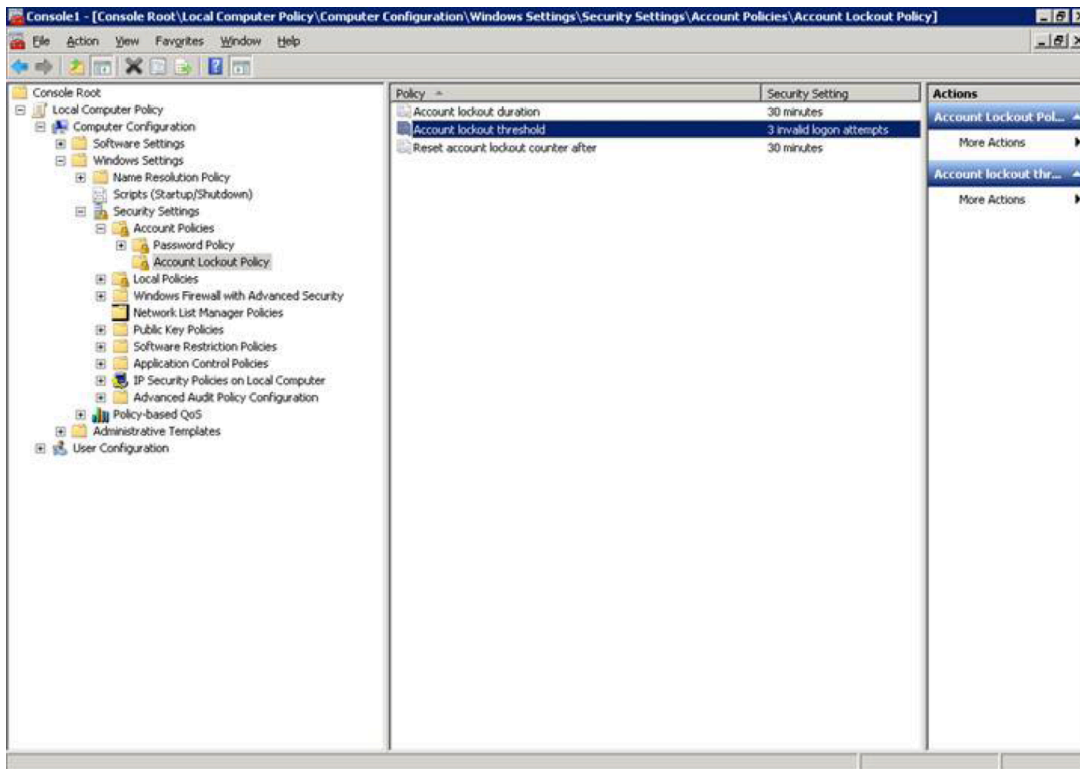 Console1 - [Console Root\Local Computer Policy\Computer Configuration\Windows Settings\Security Settings\Account Policies\Account Lockout Policy]
File Action View Favorites Window Help
Console Root
Local Computer Policy
Computer Configuration
Software Settings
Windows Settings
Name Resolution Policy
Scripts (Startup/Shutdown)
Security Settings
Account Policies
Password Policy
Account Lockout Policy
Local Policies
Windows Firewall with Advanced Security
Network List Manager Policies
Public Key Policies
Software Restriction Policies
Application Control Policies
IP Security Policies on Local Computer
Advanced Audit Policy Configuration
Policy-based QoS
Administrative Templates
User Configuration
Policy Security Setting
Account lockout duration 30 minutes
Account lockout threshold 3 invalid logon attempts
Reset account lockout counter after 30 minutes
Actions
Account Lockout Pol...
More Actions
Account lockout thr...
More Actions